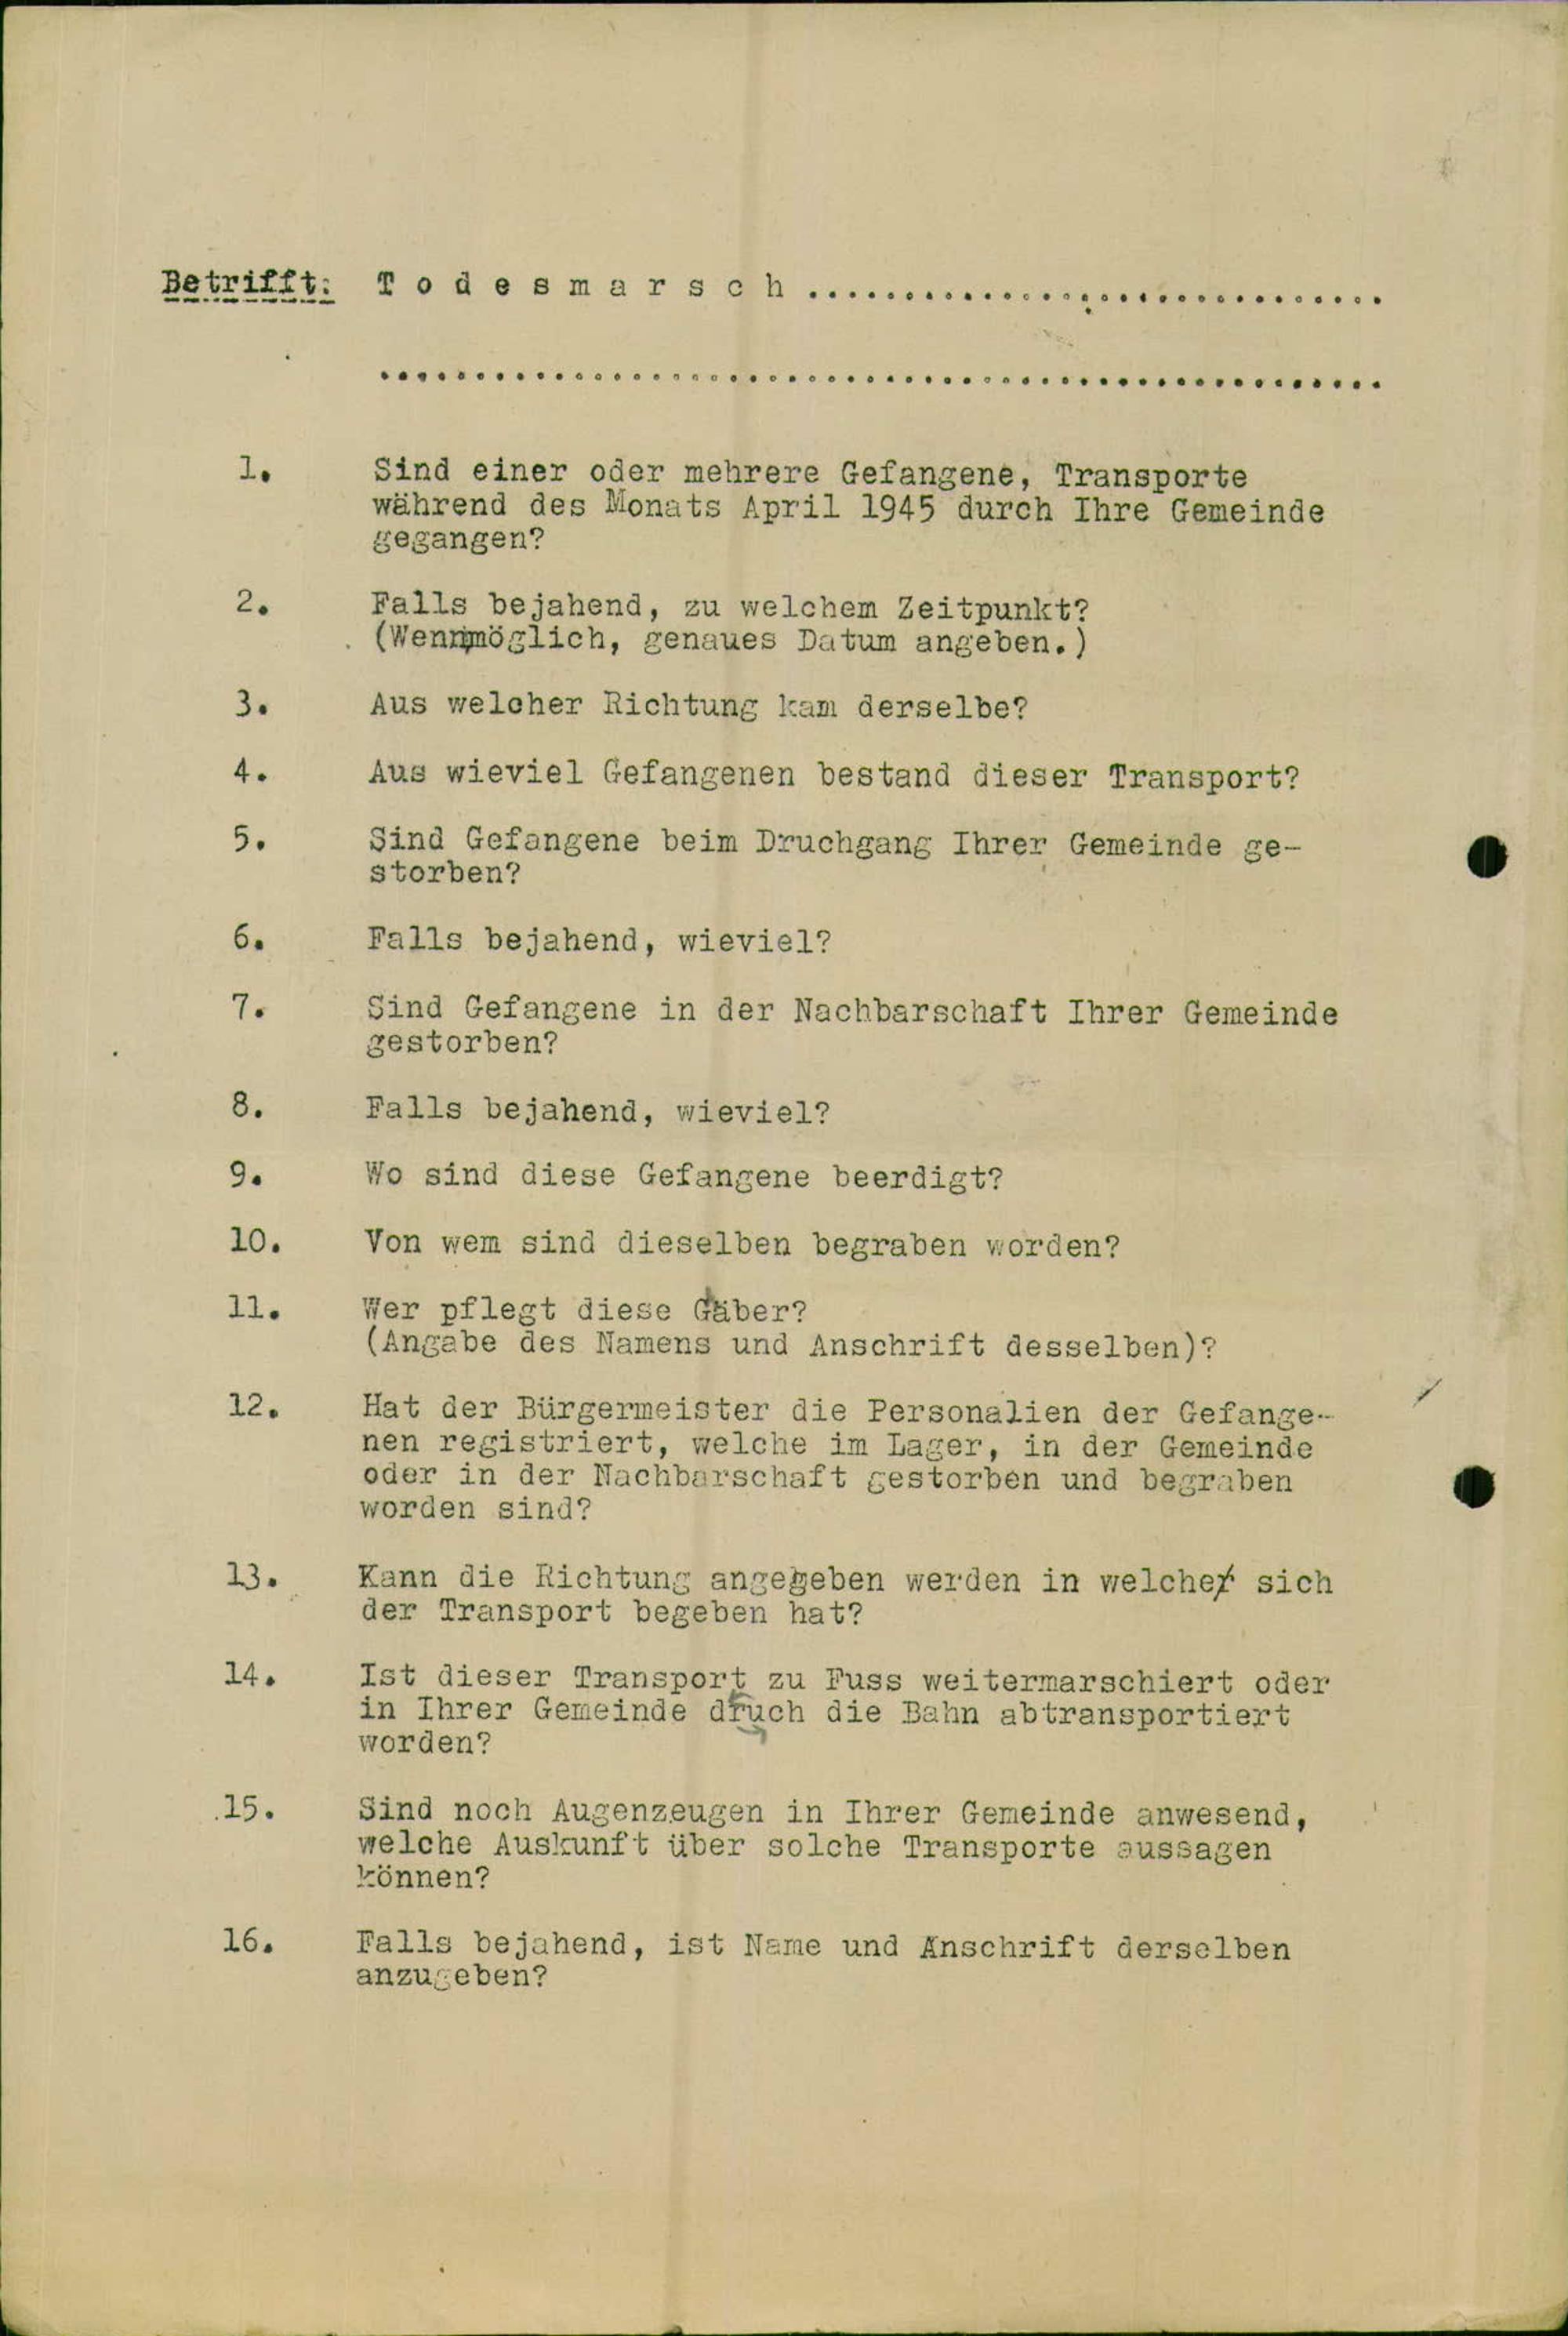 Betrifft: T o d e s m a r s c h ..............................
....................................................
1. Sind einer oder mehrere Gefangene, Transporte
während des Monats April 1945 durch Ihre Gemeinde
gegangen?
2. Falls bejahend, zu welchem Zeitpunkt?
(Wennmöglich, genaues Datum angeben.)
3. Aus welcher Richtung kam derselbe?
4. Aus wieviel Gefangenen bestand dieser Transport?
5. Sind Gefangene beim Druchgang Ihrer Gemeinde ge-
storben?
6. Falls bejahend, wieviel?
7. Sind Gefangene in der Nachbarschaft Ihrer Gemeinde
gestorben?
8. Falls bejahend, wieviel?
9. Wo sind diese Gefangene beerdigt?
10. Von wem sind dieselben begraben worden?
11. Wer pflegt diese Gäber?
(Angabe des Namens und Anschrift desselben)?
12. Hat der Bürgermeister die Personalien der Gefange-
nen registriert, welche im Lager, in der Gemeinde
oder in der Nachbarschaft gestorben und begraben
worden sind?
13. Kann die Richtung angegeben werden in welcher sich
der Transport begeben hat?
14. Ist dieser Transport zu Fuss weitermarschiert oder
in Ihrer Gemeinde druch die Bahn abtransportiert
worden?
15. Sind noch Augenzeugen in Ihrer Gemeinde anwesend,
welche Auskunft über solche Transporte aussagen
können?
16. Falls bejahend, ist Name und Anschrift derselben
anzugeben?